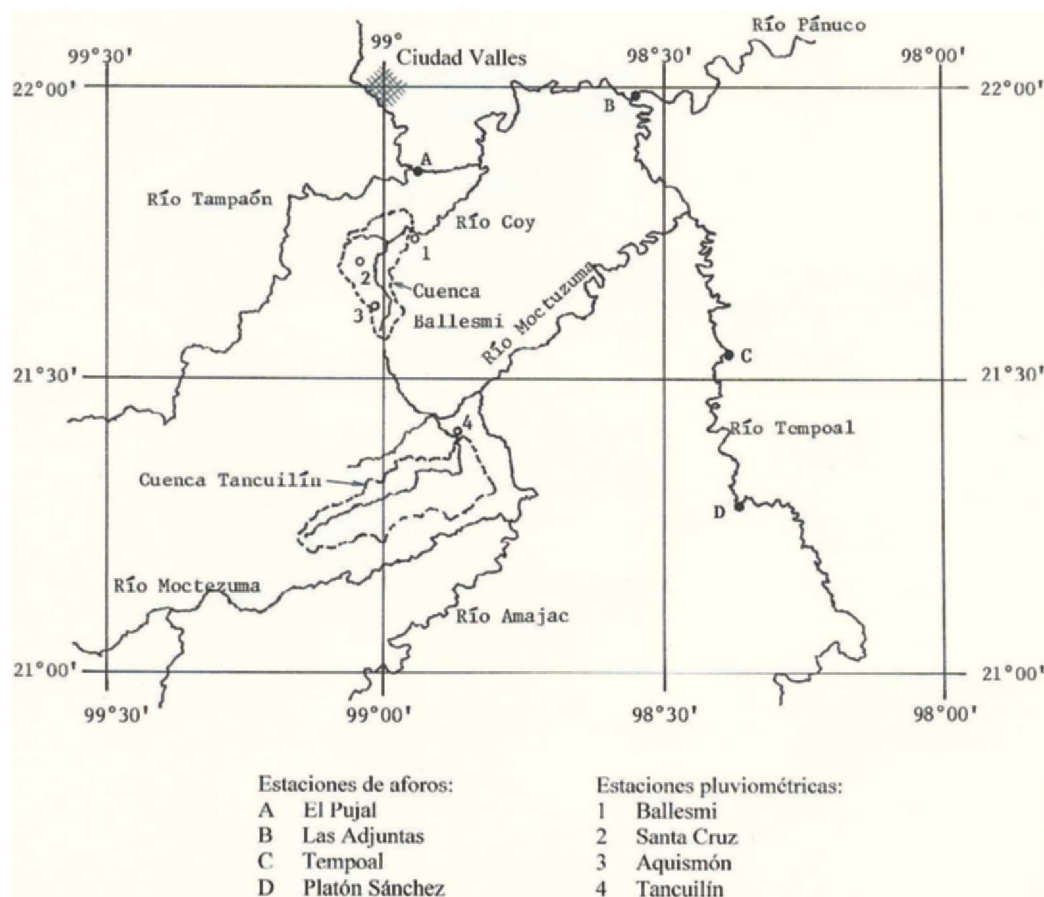 Río Pánuco
99°30'
99°
98°30'
98°00'
Ciudad Valles
22°00'
22°00'
B
A
Río Tampaón
Río Coy
1
2
Cuenca
Ballesmi
3
Río Moctuzuma
C
21°30'
21°30'
4
Río Tempoal
Cuenca Tancuilín
D
Río Moctezuma
Río Amajac
21°00'
21°00'
99°30'
99°00'
98°30'
98°00'
Estaciones de aforos:
A El Pujal
B Las Adjuntas
C Tempoal
D Platón Sánchez
Estaciones pluviométricas:
1 Ballesmi
2 Santa Cruz
3 Aquismón
4 Tancuilín